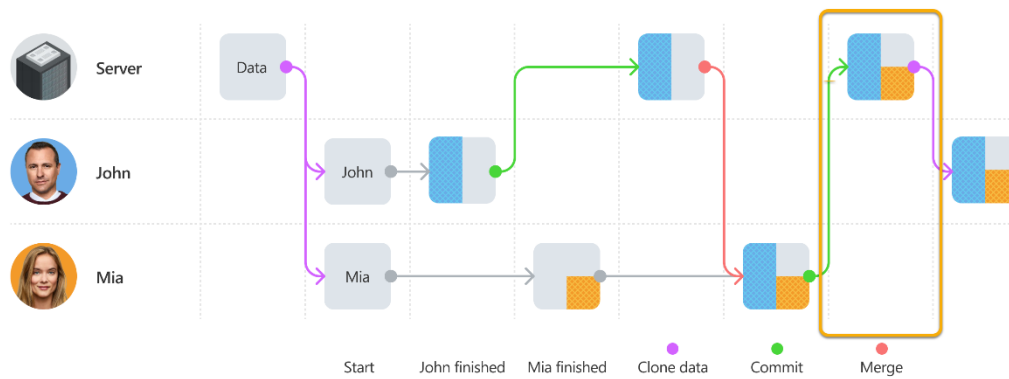 Server
Data
John
John
Mia
Mia
Start
John finished
Mia finished
Clone data
Commit
Merge